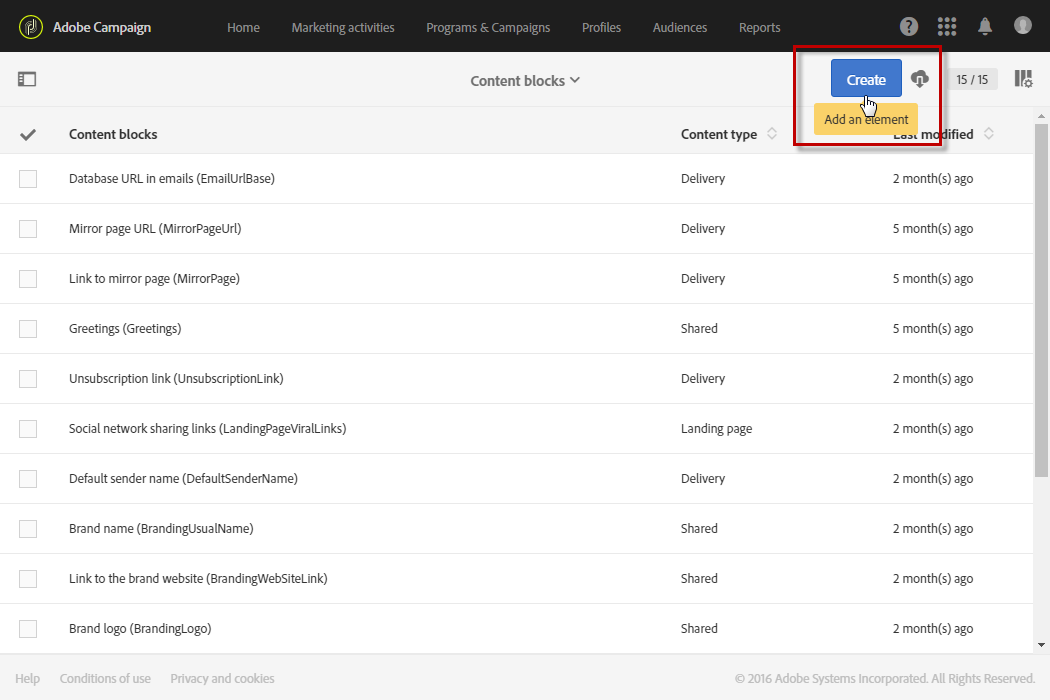 Adobe Campaign Home Marketing activities Programs & Campaigns Profiles Audiences Reports ?
Content blocks Create 15 / 15
Add an element
Content blocks Content type Last modified
Database URL in emails (EmailUrlBase) Delivery 2 month(s) ago
Mirror page URL (MirrorPageUrl) Delivery 5 month(s) ago
Link to mirror page (MirrorPage) Delivery 5 month(s) ago
Greetings (Greetings) Shared 5 month(s) ago
Unsubscription link (UnsubscriptionLink) Delivery 2 month(s) ago
Social network sharing links (LandingPageViralLinks) Landing page 2 month(s) ago
Default sender name (DefaultSenderName) Delivery 2 month(s) ago
Brand name (BrandingUsualName) Shared 2 month(s) ago
Link to the brand website (BrandingWebSiteLink) Shared 2 month(s) ago
Brand logo (BrandingLogo) Shared 2 month(s) ago
Help Conditions of use Privacy and cookies © 2016 Adobe Systems Incorporated. All Rights Reserved.